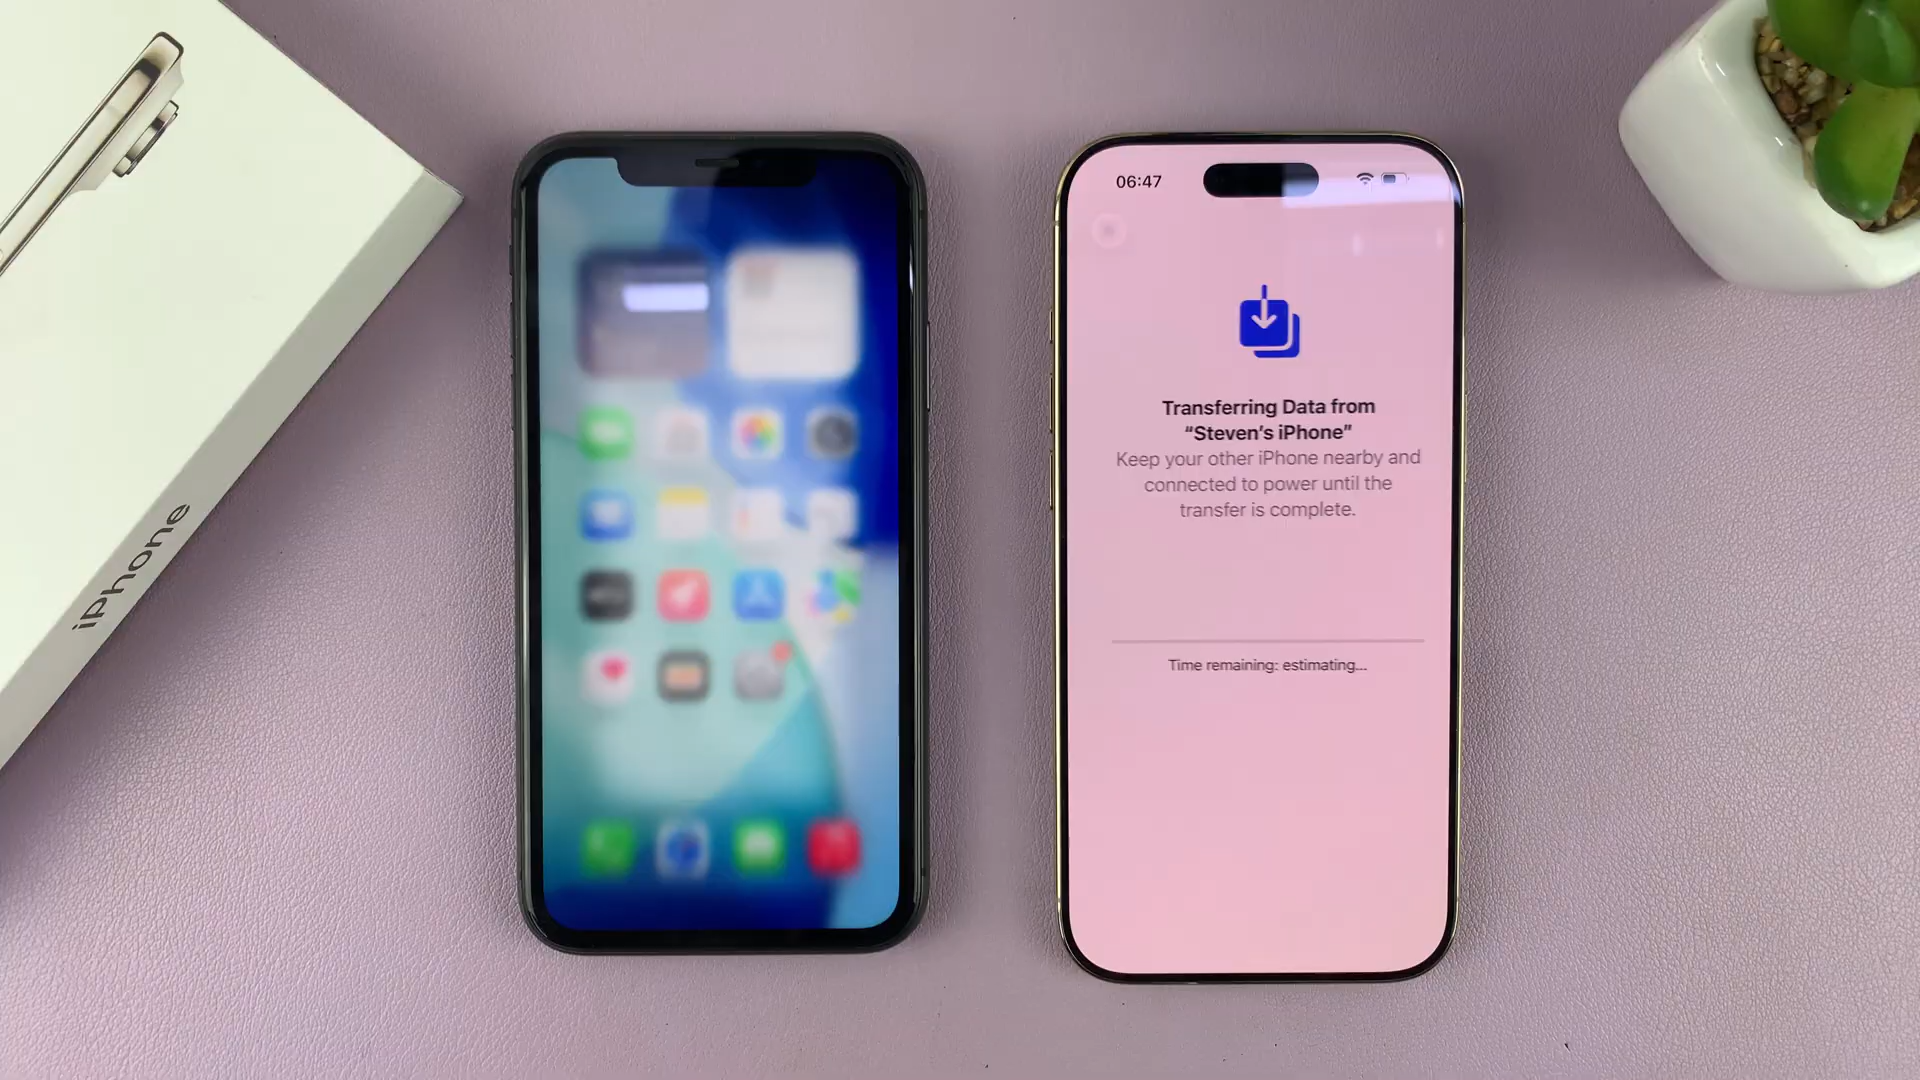 iPhone
06:47
Transferring Data from
“Steven’s iPhone”
Keep your other iPhone nearby and
connected to power until the
transfer is complete.
Time remaining: estimating...